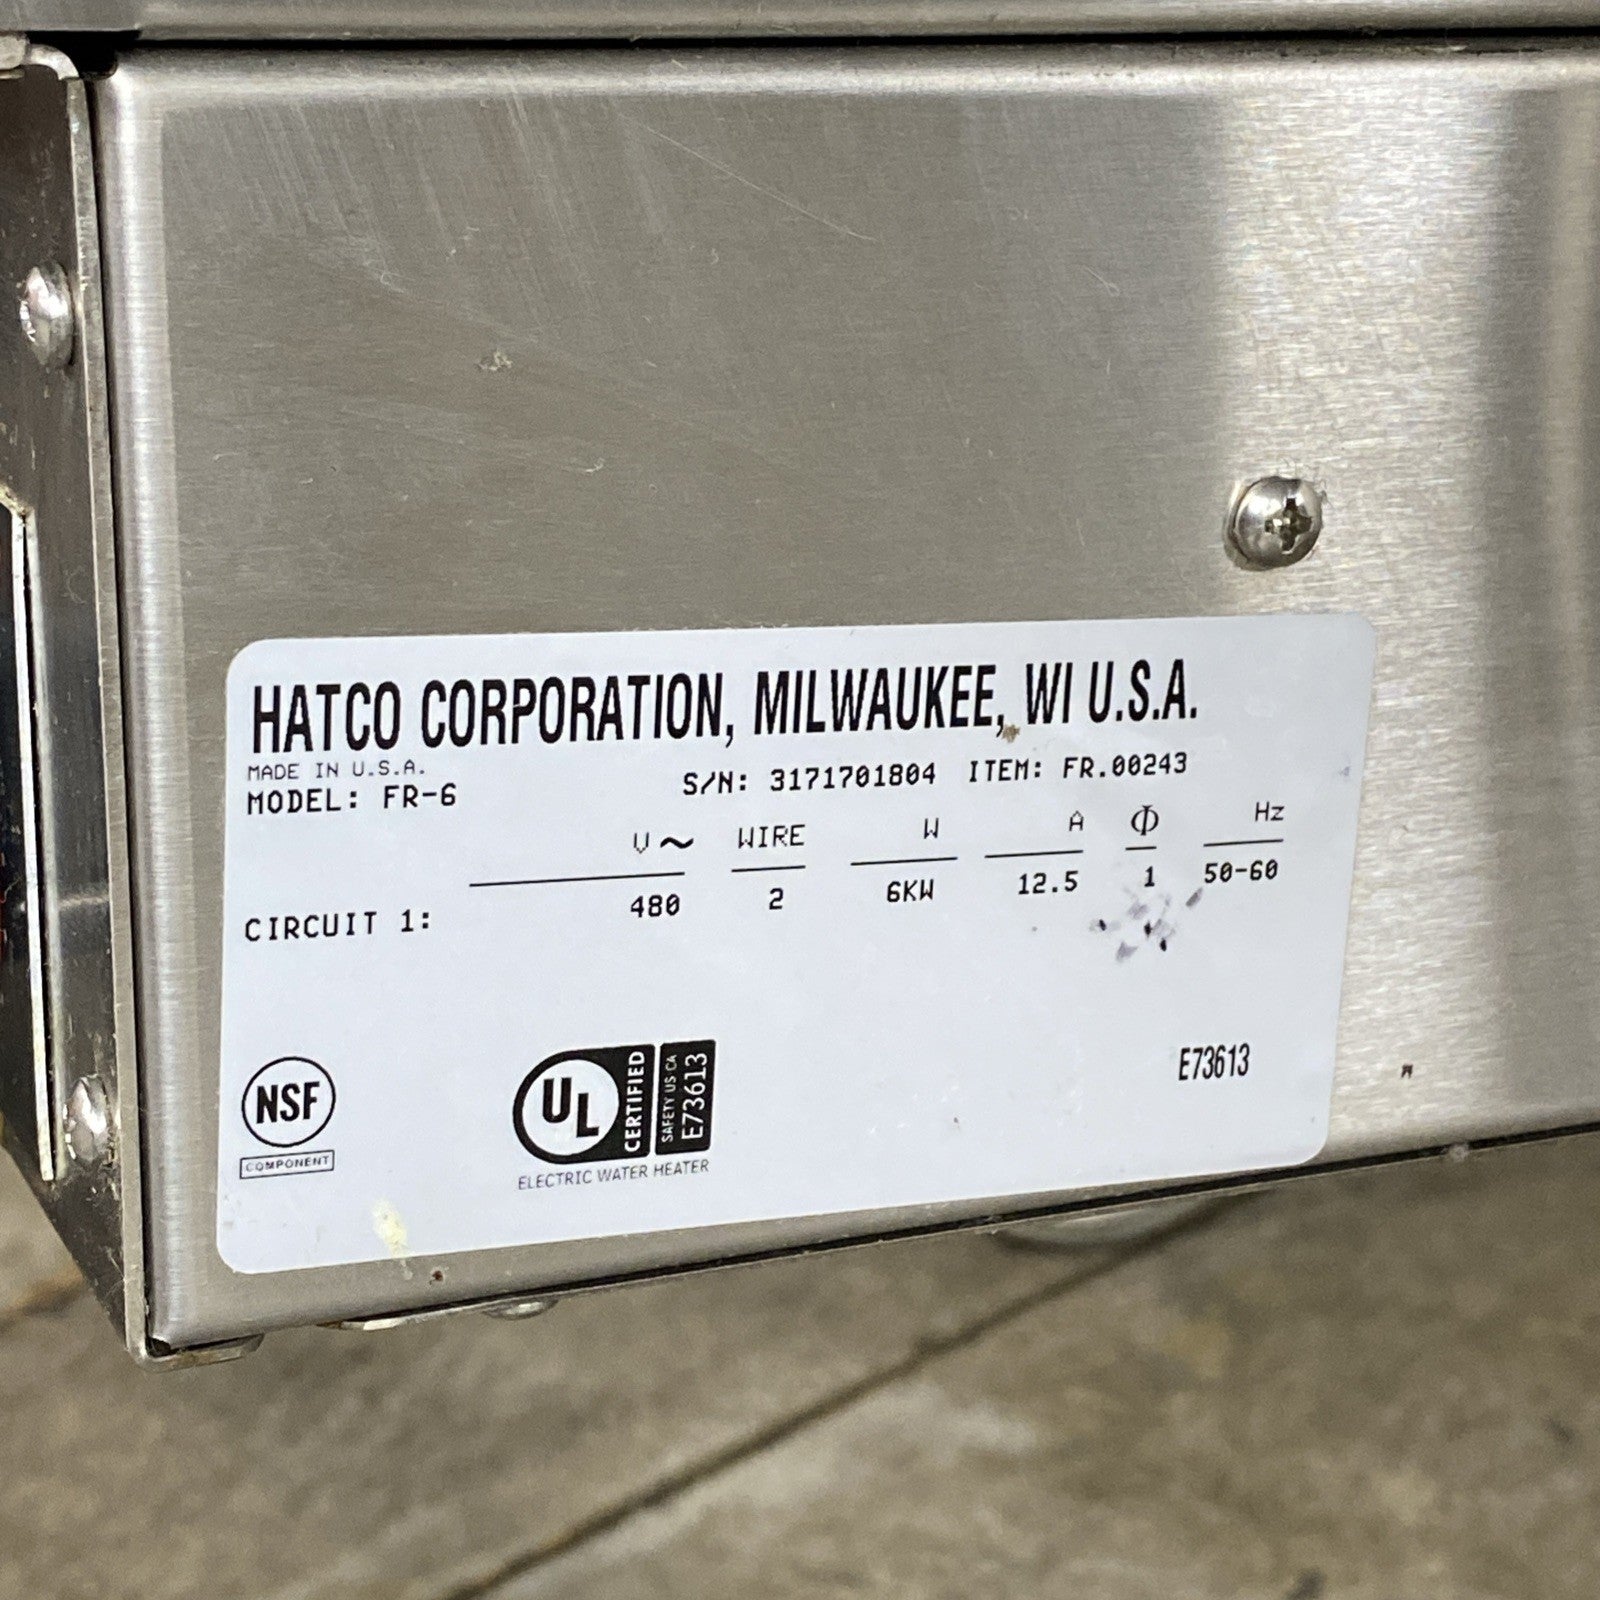 HATCO CORPORATION, MILWAUKEE, WI U.S.A.
MADE IN U.S.A.
MODEL: FR-6 S/N: 3171701804 ITEM: FR.00243
V~ WIRE W A Φ Hz
CIRCUIT 1: 480 2 6KW 12.5 1 50-60
NSF
COMPONENT
UL
CERTIFIED
SAFETY US CA
E73613
ELECTRIC WATER HEATER
E73613